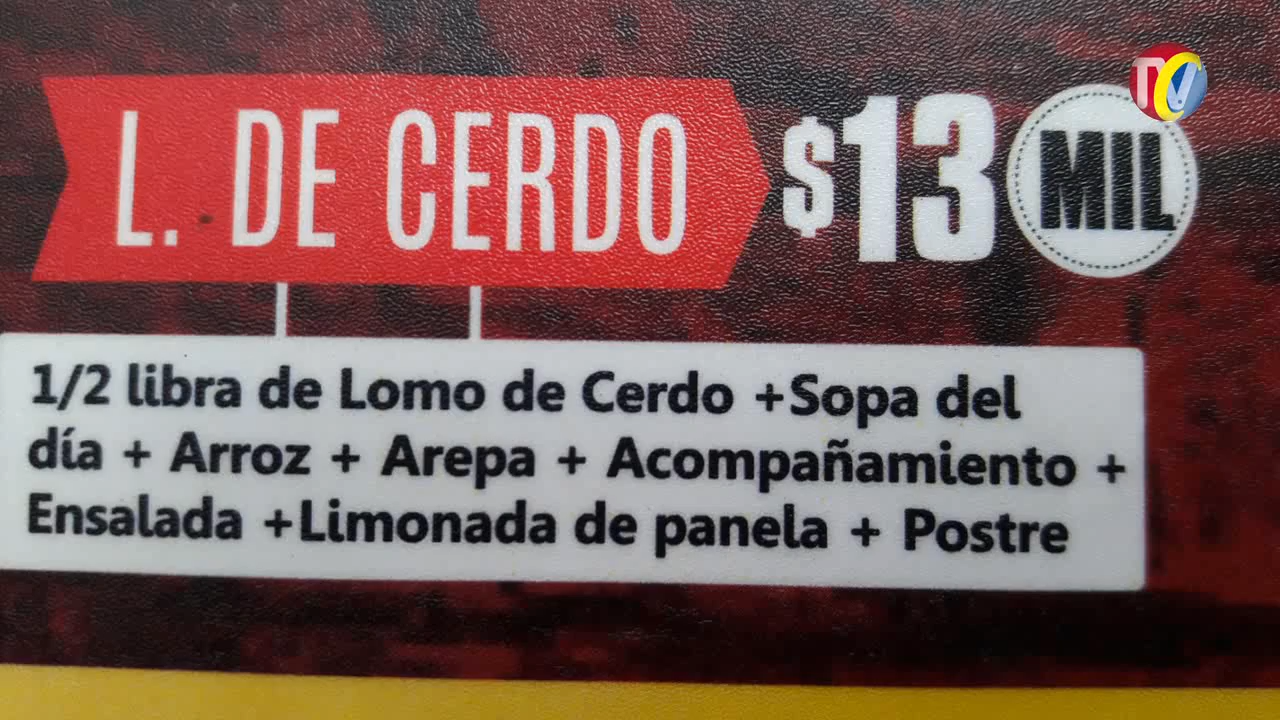 L. DE CERDO $13 MIL
1/2 libra de Lomo de Cerdo +Sopa del
día + Arroz + Arepa + Acompañamiento +
Ensalada +Limonada de panela + Postre